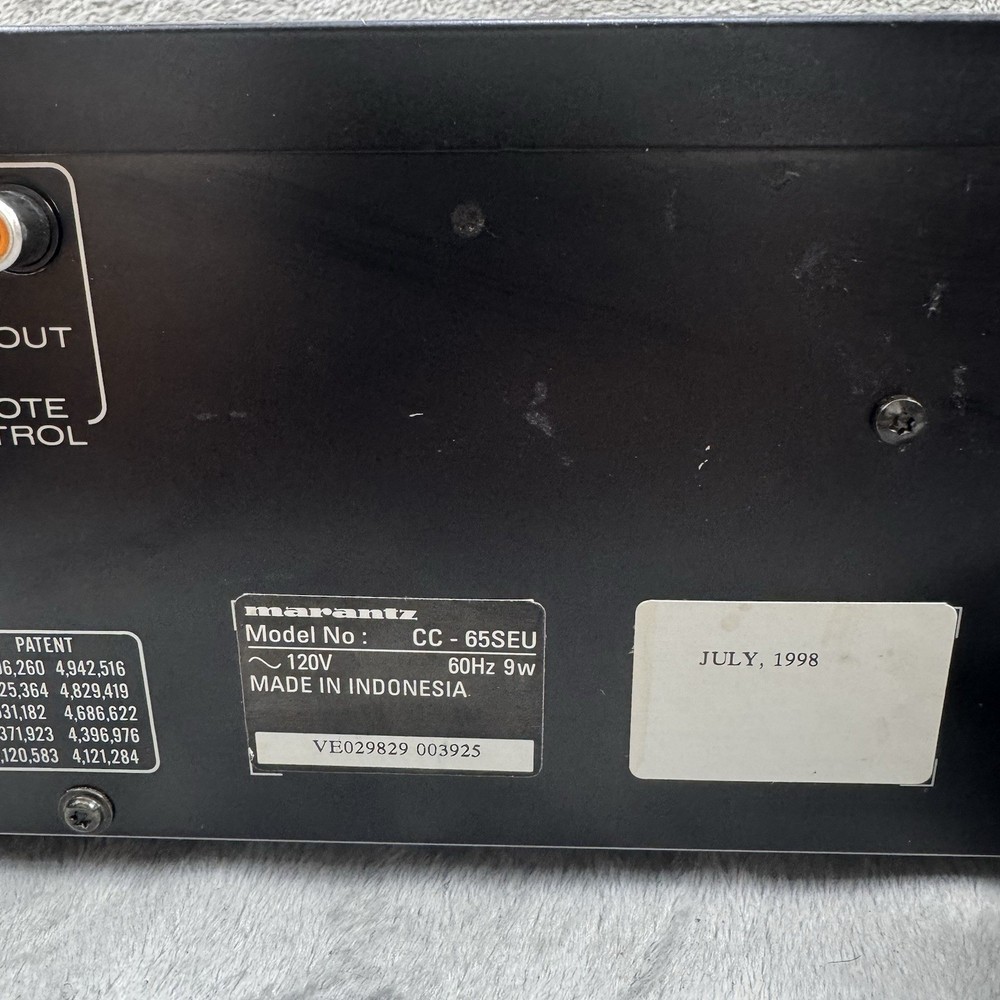 OUT
OTE
TROL
PATENT
6,260 4,942,516
25,364 4,829,419
31,182 4,686,622
371,923 4,396,976
,120,583 4,121,284
marantz
Model No : CC - 65SEU
~ 120V 60Hz 9w
MADE IN INDONESIA
VE029829 003925
JULY, 1998